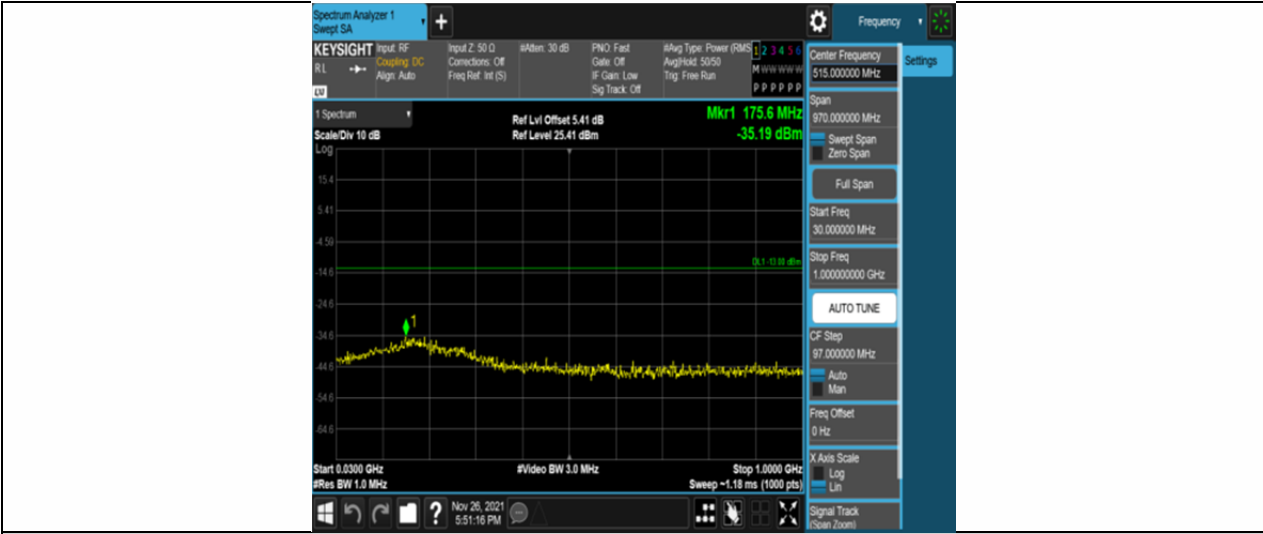 Spectrum Analyzer 1
Swept SA
+
Frequency
KEYSIGHT
RL
LV
Input: RF
Coupling: DC
Align: Auto
Input Z: 50 Ω
Corrections: Off
Freq Ref: Int (S)
#Atten: 30 dB
PNO: Fast
Gate: Off
IF Gain: Low
Sig Track: Off
#Avg Type: Power (RMS
Avg|Hold: 50/50
Trig: Free Run
1 2 3 4 5 6
M W W W W W
P P P P P P
1 Spectrum
Scale/Div 10 dB
Log
Ref Lvl Offset 5.41 dB
Ref Level 25.41 dBm
Mkr1 175.6 MHz
-35.19 dBm
15.4
5.41
-4.59
-14.6
-24.6
-34.6
-44.6
-54.6
-64.6
DL1 -13.00 dBm
1
Start 0.0300 GHz
#Res BW 1.0 MHz
#Video BW 3.0 MHz
Stop 1.0000 GHz
Sweep ~1.18 ms (1000 pts)
?
Nov 26, 2021
5:51:16 PM
Center Frequency
515.000000 MHz
Settings
Span
970.000000 MHz
Swept Span
Zero Span
Full Span
Start Freq
30.000000 MHz
Stop Freq
1.000000000 GHz
AUTO TUNE
CF Step
97.000000 MHz
Auto
Man
Freq Offset
0 Hz
X Axis Scale
Log
Lin
Signal Track
(Span Zoom)